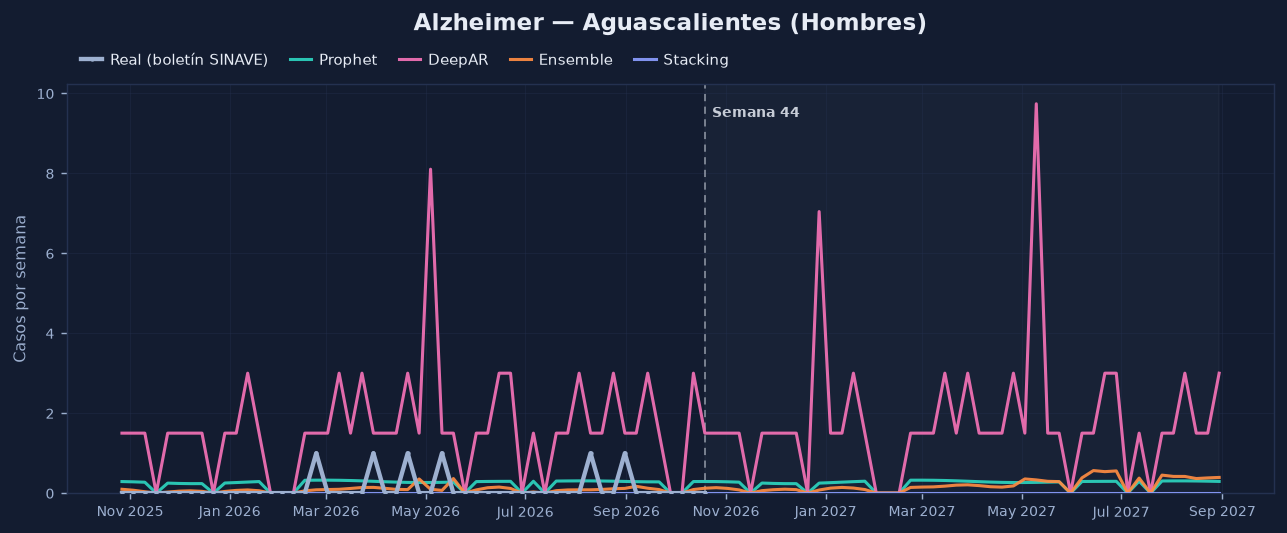 Alzheimer — Aguascalientes (Hombres)
Real (boletín SINAVE) Prophet DeepAR Ensemble Stacking
Semana 44
Casos por semana
10
8
6
4
2
0
Nov 2025 Jan 2026 Mar 2026 May 2026 Jul 2026 Sep 2026 Nov 2026 Jan 2027 Mar 2027 May 2027 Jul 2027 Sep 2027